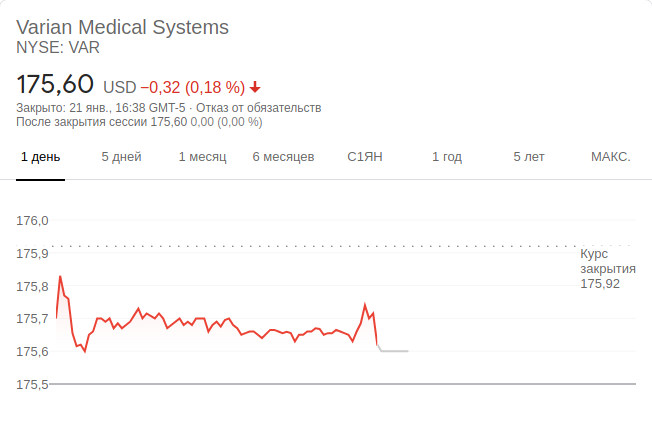 Varian Medical Systems
NYSE: VAR
175,60 USD −0,32 (0,18 %)
Закрыто: 21 янв., 16:38 GMT-5 · Отказ от обязательств
После закрытия сессии 175,60 0,00 (0,00 %)
1 день 5 дней 1 месяц 6 месяцев С1ЯН 1 год 5 лет МАКС.
176,0
175,9
Курс
закрытия
175,92
175,8
175,7
175,6
175,5